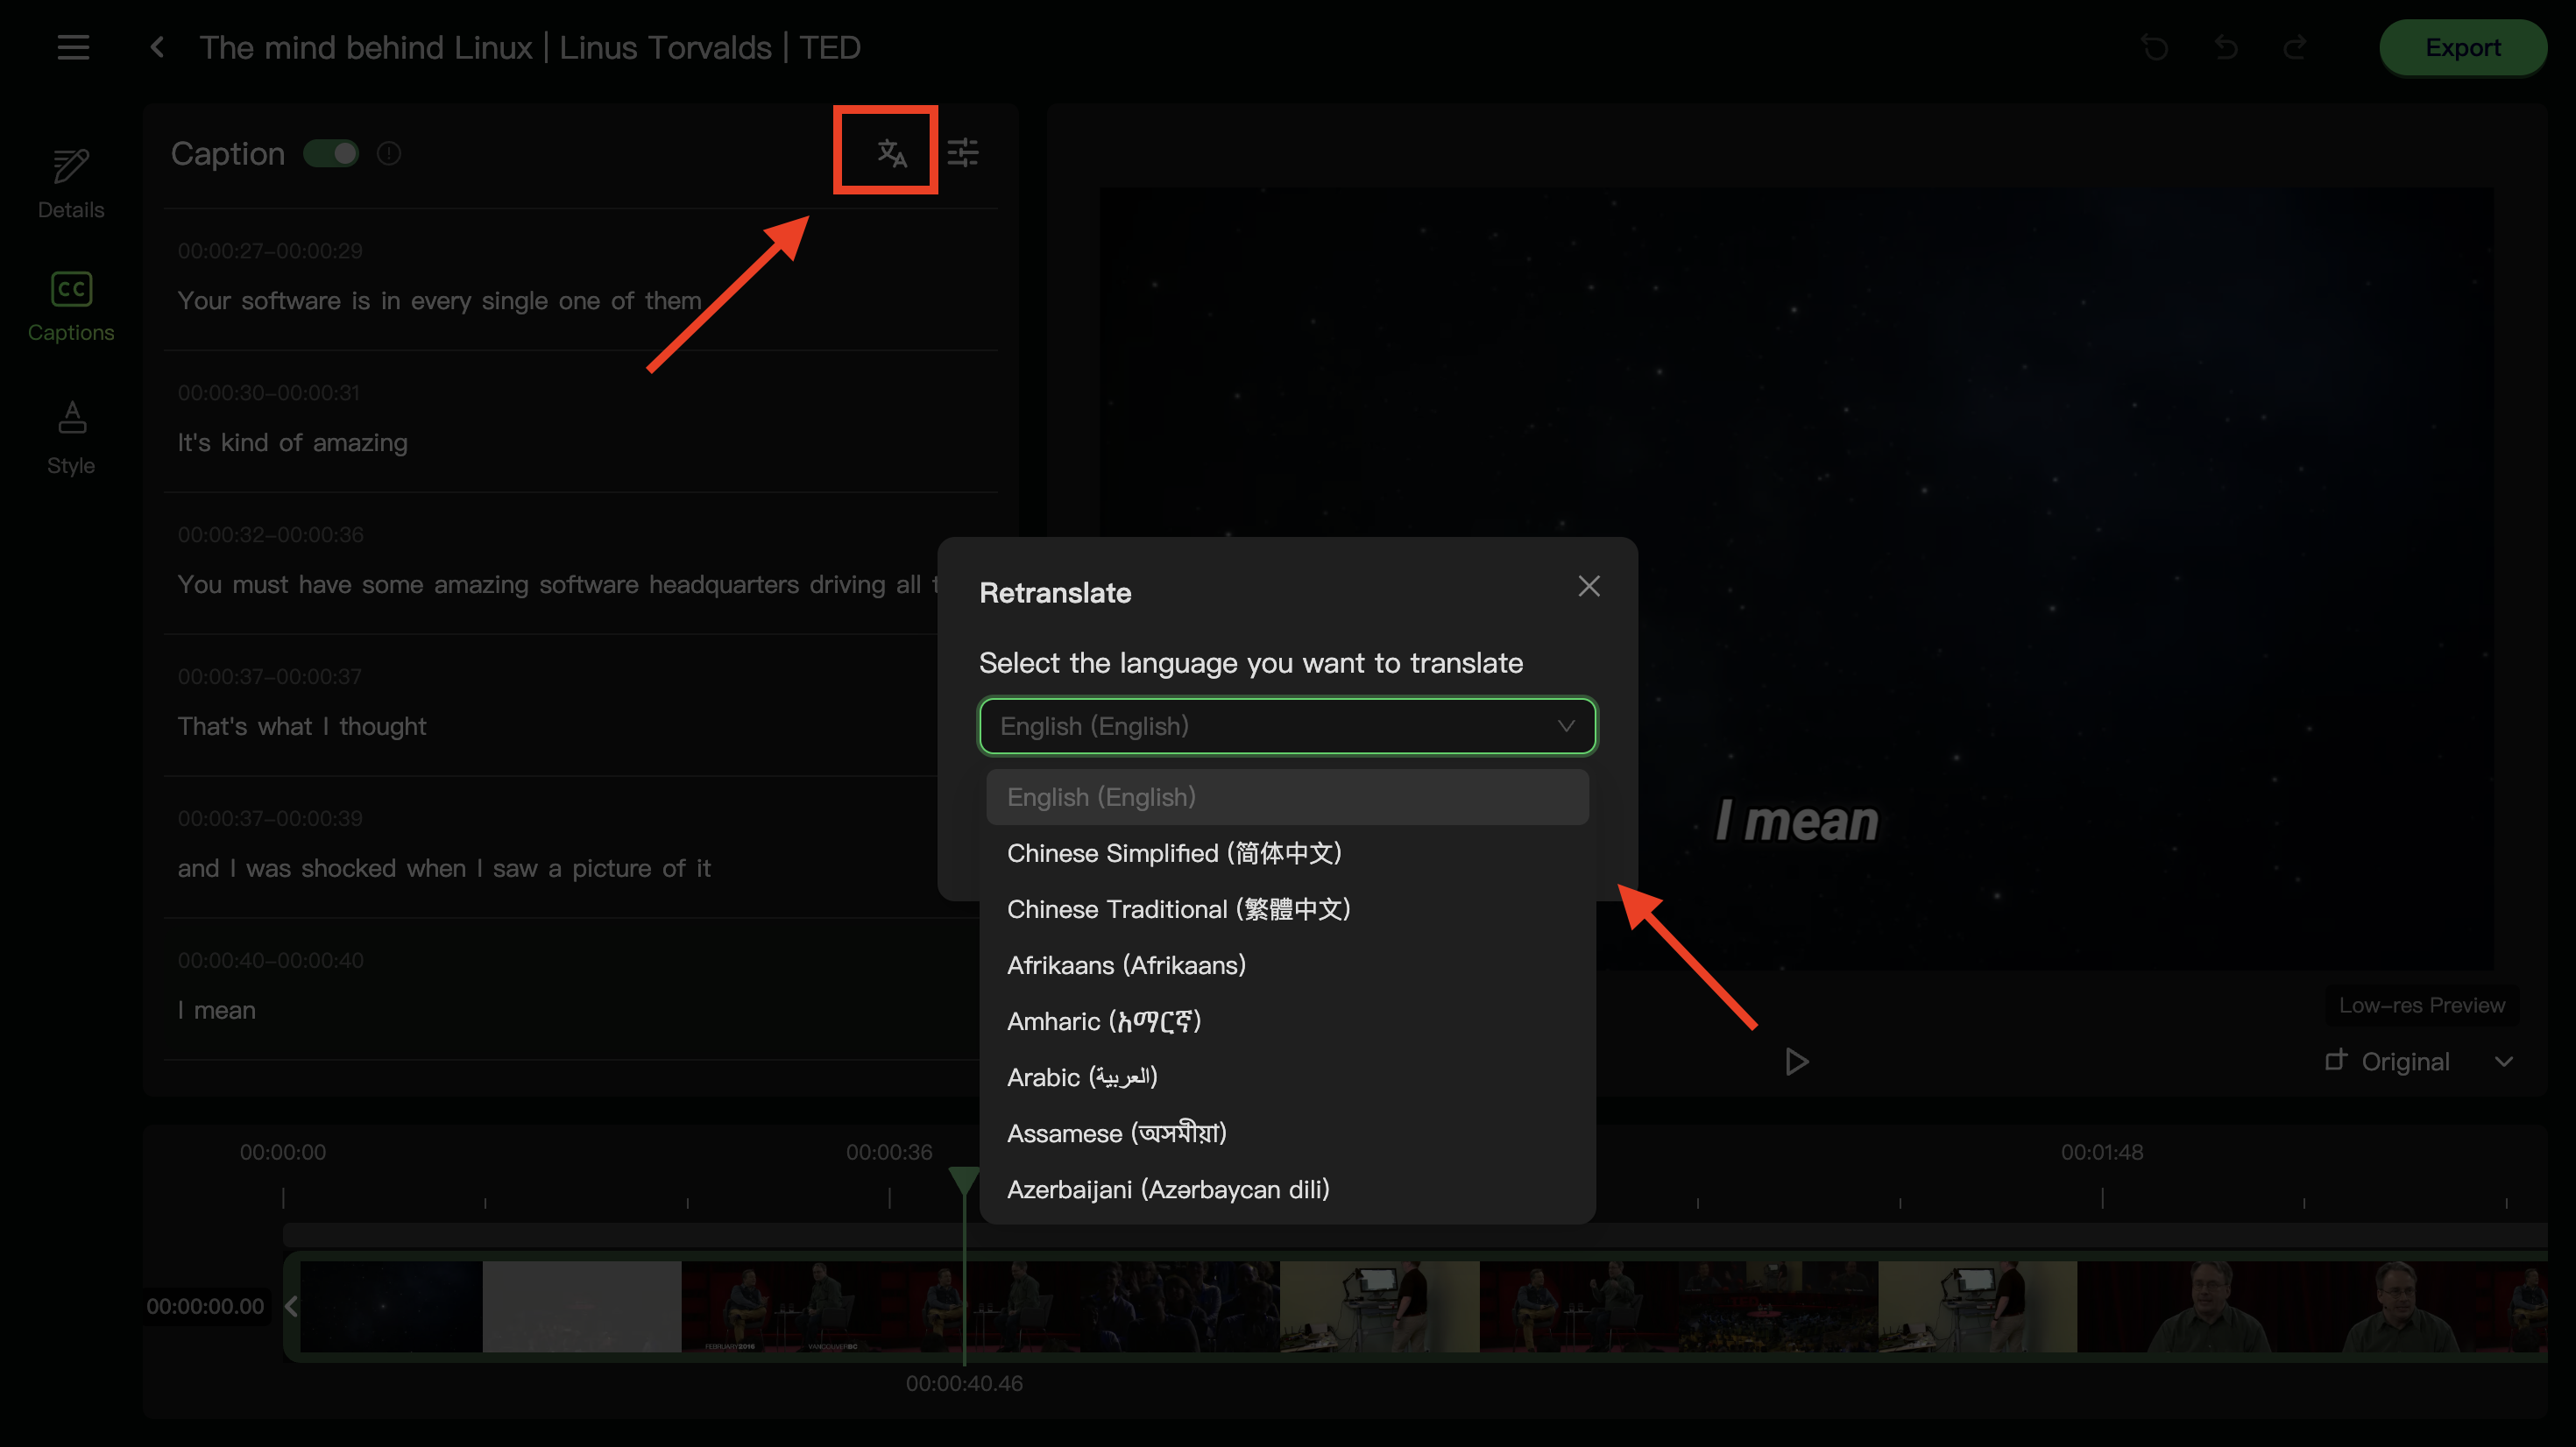 The mind behind Linux | Linus Torvalds | TED
Export
Details
Captions
Style
Caption
00:00:27–00:00:29
Your software is in every single one of them
00:00:30–00:00:31
It's kind of amazing
00:00:32–00:00:36
You must have some amazing software headquarters driving all t
00:00:37–00:00:37
That's what I thought
00:00:37–00:00:39
and I was shocked when I saw a picture of it
00:00:40–00:00:40
I mean
Retranslate
Select the language you want to translate
English (English)
English (English)
Chinese Simplified (简体中文)
Chinese Traditional (繁體中文)
Afrikaans (Afrikaans)
Amharic (አማርኛ)
Arabic (العربية)
Assamese (অসমীয়া)
Azerbaijani (Azərbaycan dili)
I mean
Low-res Preview
Original
00:00:00
00:00:36
00:01:48
00:00:00.00
FEBRUARY2016
VANCOUVERBC
00:00:40.46